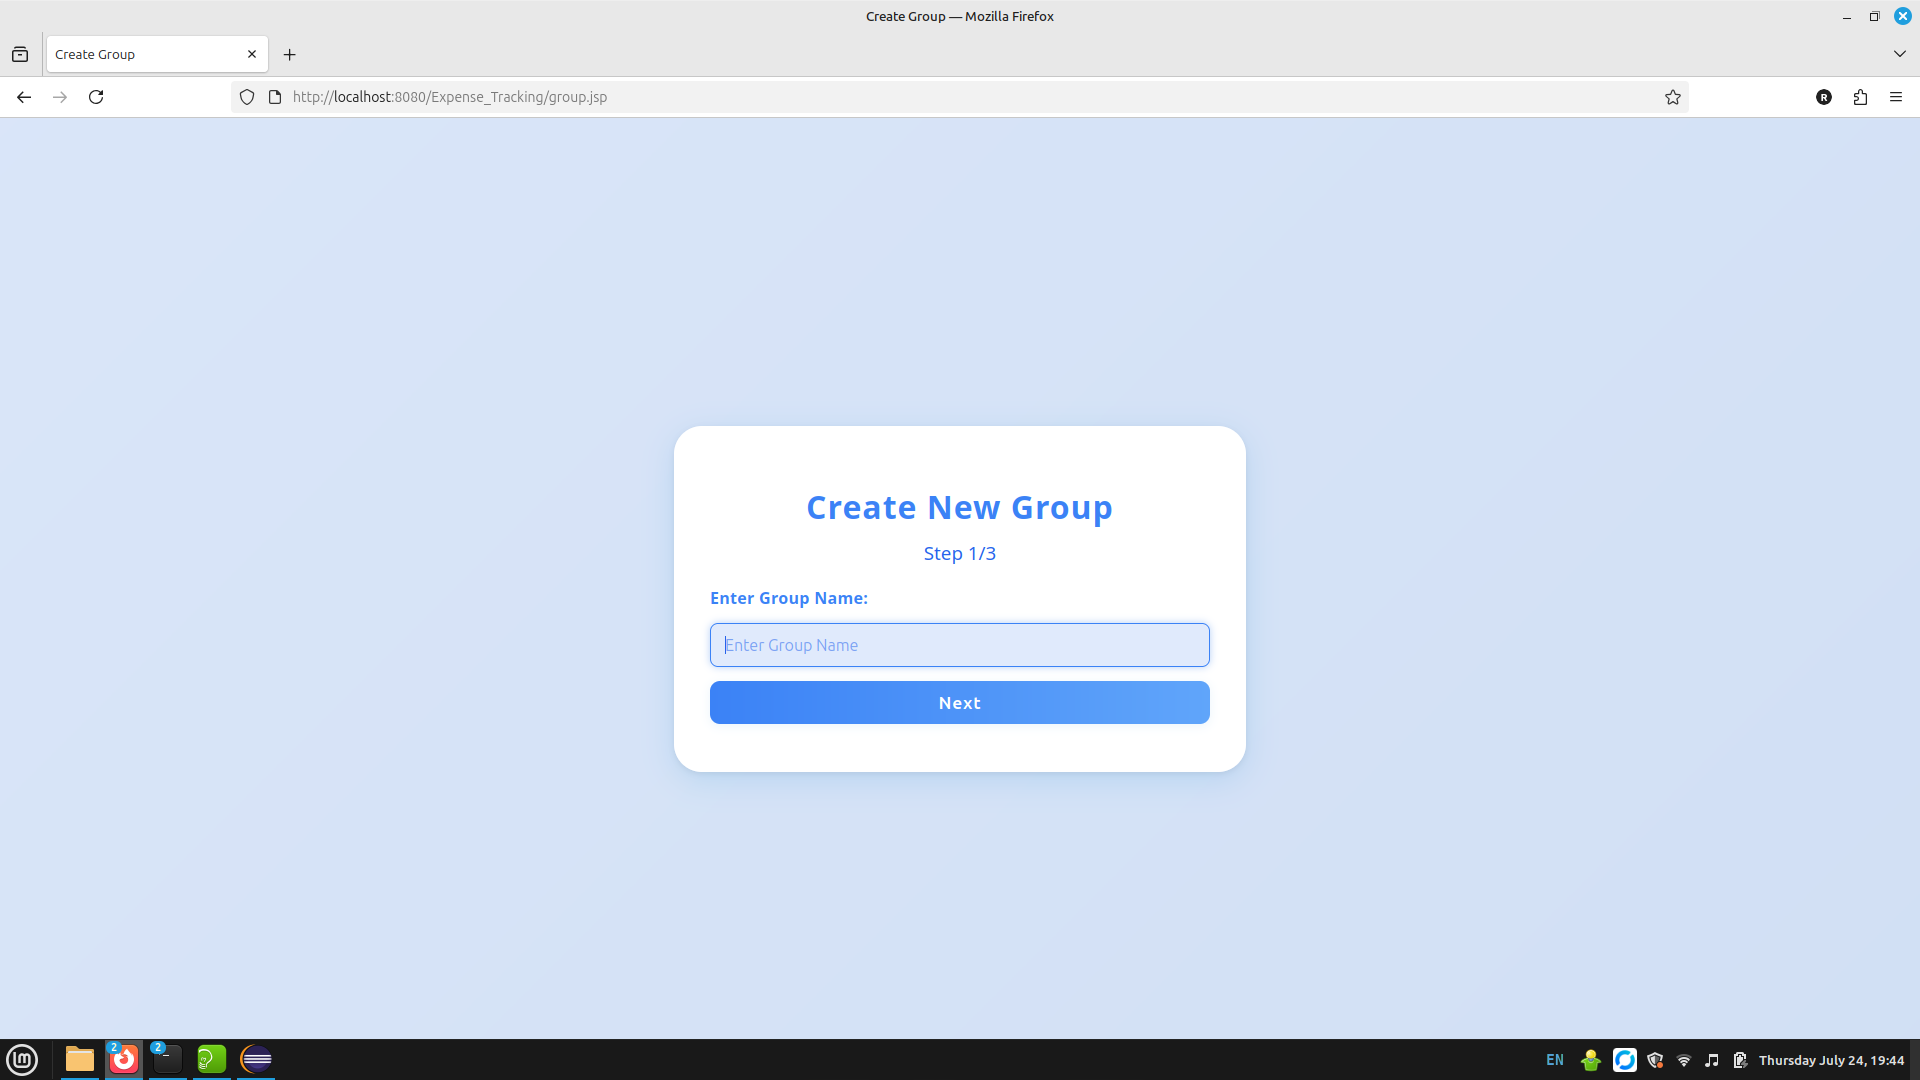 Create Group — Mozilla Firefox
Create Group
http://localhost:8080/Expense_Tracking/group.jsp
R
Create New Group
Step 1/3
Enter Group Name:
Enter Group Name
Next
2
2
EN
Thursday July 24, 19:44